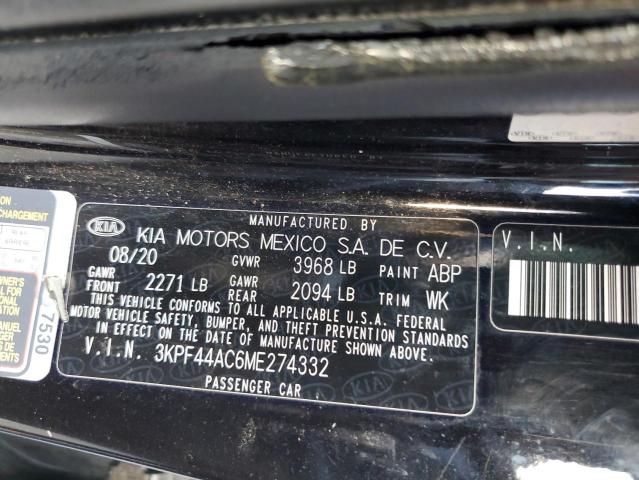 MANUFACTURED BY
KIA KIA MOTORS MEXICO S.A. DE C.V.
08/20 GVWR 3968 LB PAINT ABP
GAWR FRONT 2271 LB GAWR REAR 2094 LB TRIM WK
THIS VEHICLE CONFORMS TO ALL APPLICABLE U.S.A. FEDERAL
MOTOR VEHICLE SAFETY, BUMPER, AND THEFT PREVENTION STANDARDS
IN EFFECT ON THE DATE OF MANUFACTURE SHOWN ABOVE.
V.I.N. 3KPF44AC6ME274332
PASSENGER CAR
V.I.N.
CHARGEMENT
7530